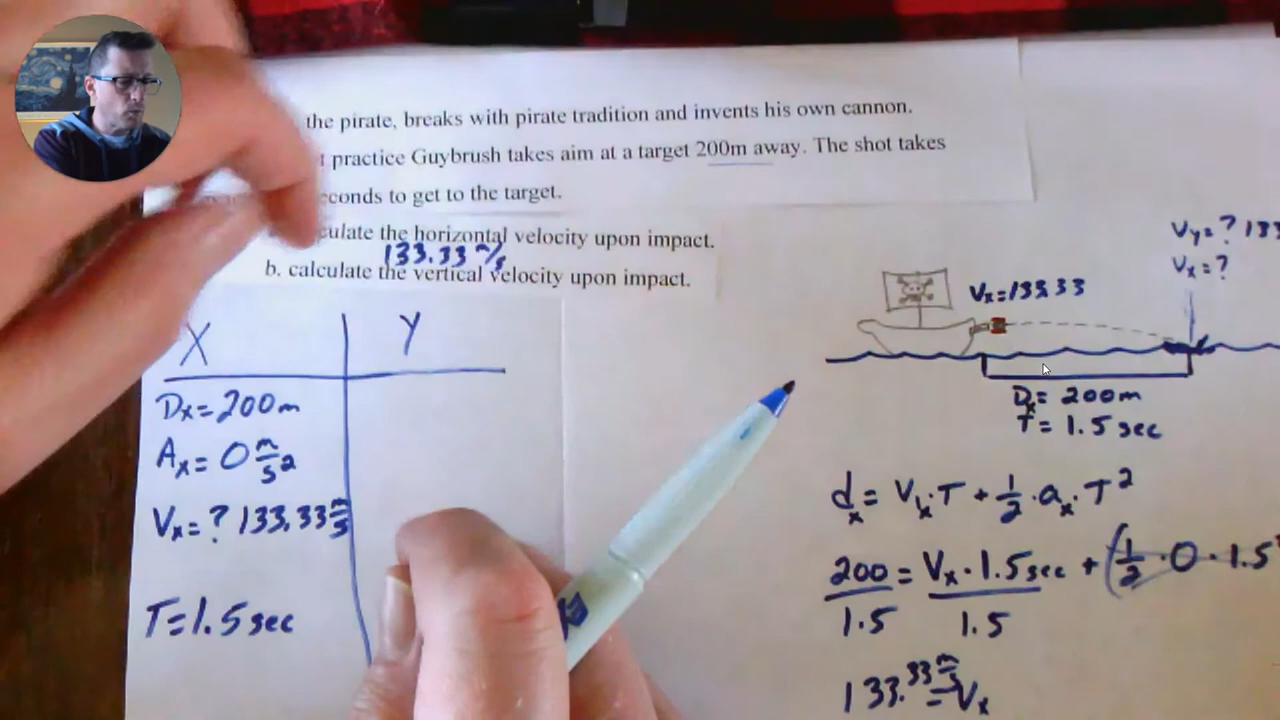 the pirate, breaks with pirate tradition and invents his own cannon.
practice Guybrush takes aim at a target 200m away. The shot takes
econds to get to the target.
culate the horizontal velocity upon impact.
133.33 m/s
b. calculate the vertical velocity upon impact.
X Y
Dx = 200m
Ax = 0 m/s²
Vx = ? 133.33 m/s
T = 1.5 sec
Vy = ? 133
Vx = ?
Vx = 133.33
Dx = 200m
T = 1.5 sec
dx = Vx · T + 1/2 · ax · T²
200 = Vx · 1.5sec + (1/2 · 0 · 1.5
1.5 1.5
133.33 m/s = Vx